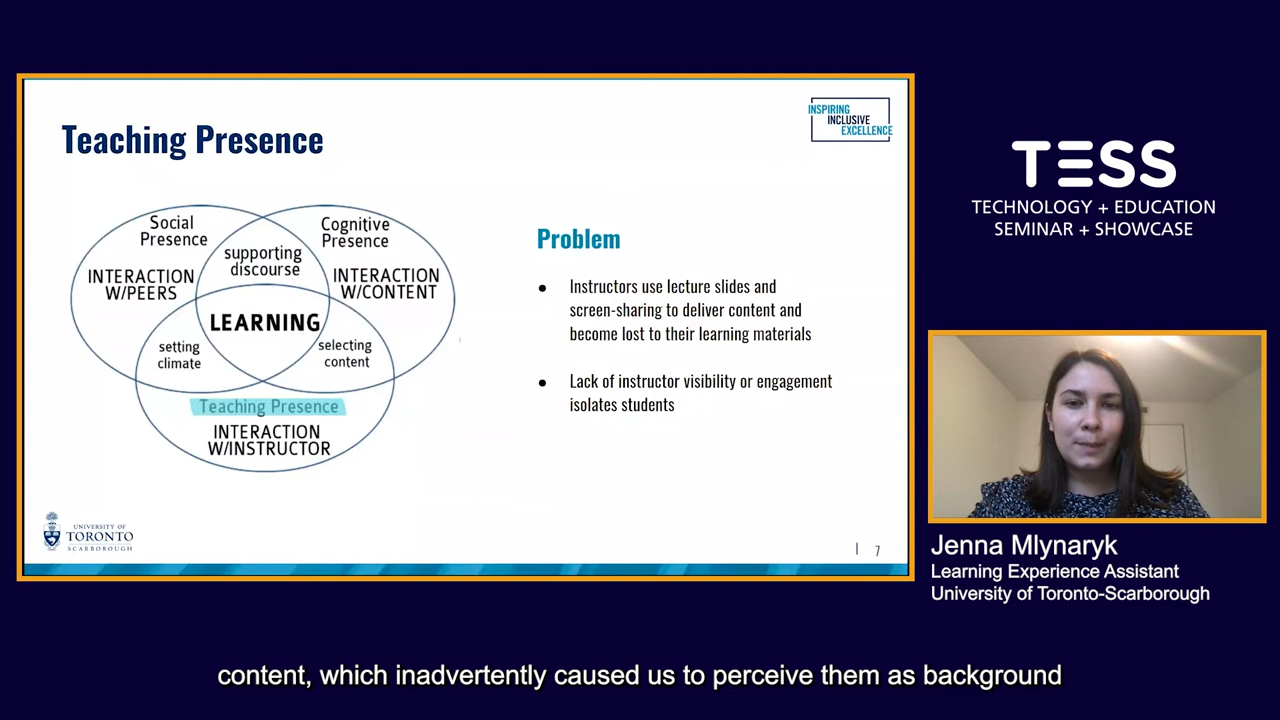 Teaching Presence
INSPIRING
INCLUSIVE
EXCELLENCE
Social
Presence
Cognitive
Presence
supporting
discourse
INTERACTION
W/PEERS
INTERACTION
W/CONTENT
LEARNING
setting
climate
selecting
content
Teaching Presence
INTERACTION
W/INSTRUCTOR
Problem
● Instructors use lecture slides and
screen-sharing to deliver content and
become lost to their learning materials
● Lack of instructor visibility or engagement
isolates students
UNIVERSITY OF
TORONTO
SCARBOROUGH
7
TESS
TECHNOLOGY + EDUCATION
SEMINAR + SHOWCASE
Jenna Mlynaryk
Learning Experience Assistant
University of Toronto-Scarborough
content, which inadvertently caused us to perceive them as background